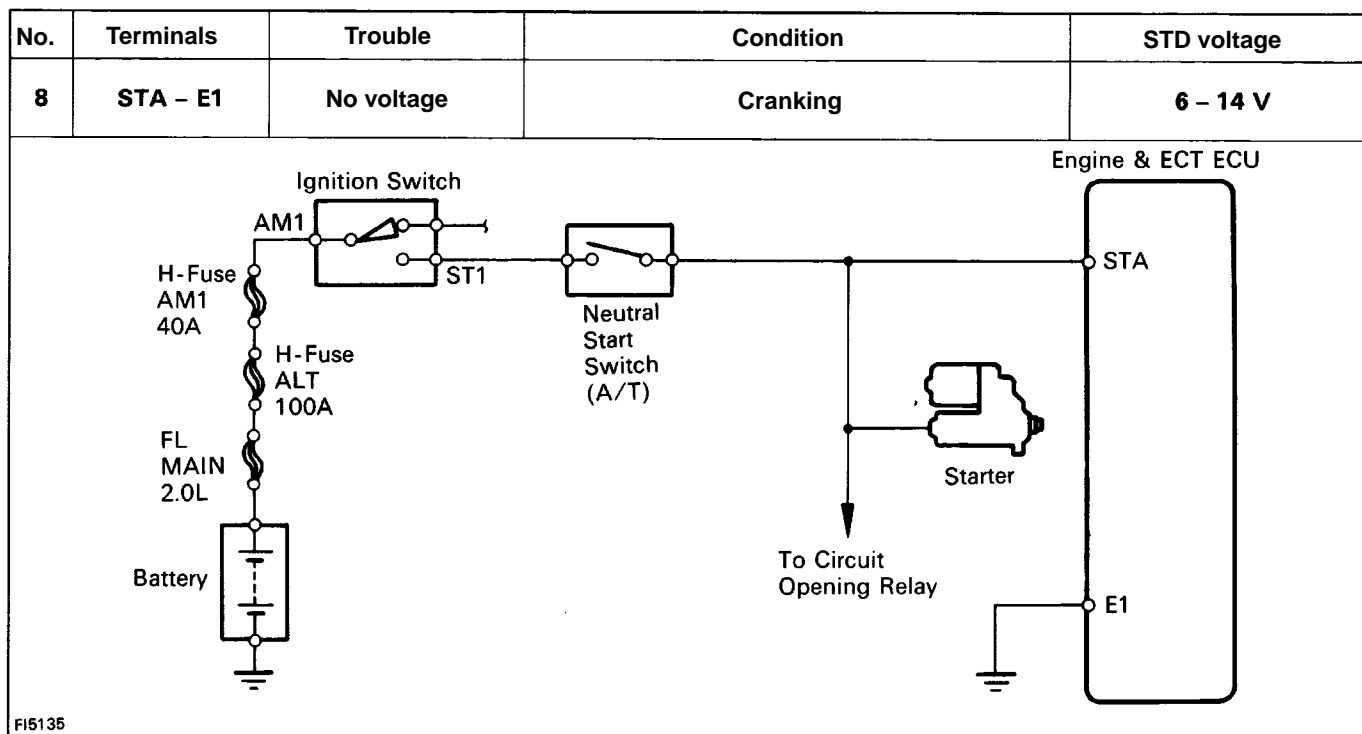 No. Terminals Trouble Condition STD voltage
8 STA – E1 No voltage Cranking 6 – 14 V
Engine & ECT ECU
Ignition Switch
AM1
ST1
STA
H-Fuse
AM1
40A
Neutral
Start
Switch
(A/T)
H-Fuse
ALT
100A
FL
MAIN
2.0L
Starter
Battery
To Circuit
Opening Relay
E1
FI5135